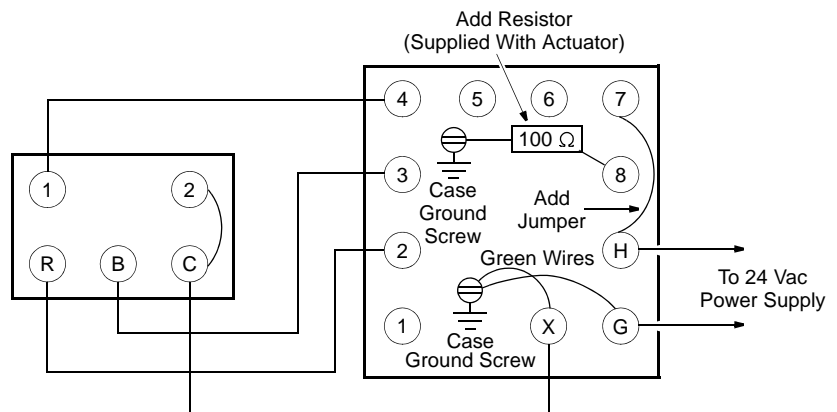 Add Resistor
(Supplied With Actuator)
4
5
6
7
100 Ω
1
2
3
8
Case
Ground
Screw
Add
Jumper
R
B
C
2
Green Wires
H
To 24 Vac
Power Supply
1
X
G
Case
Ground Screw